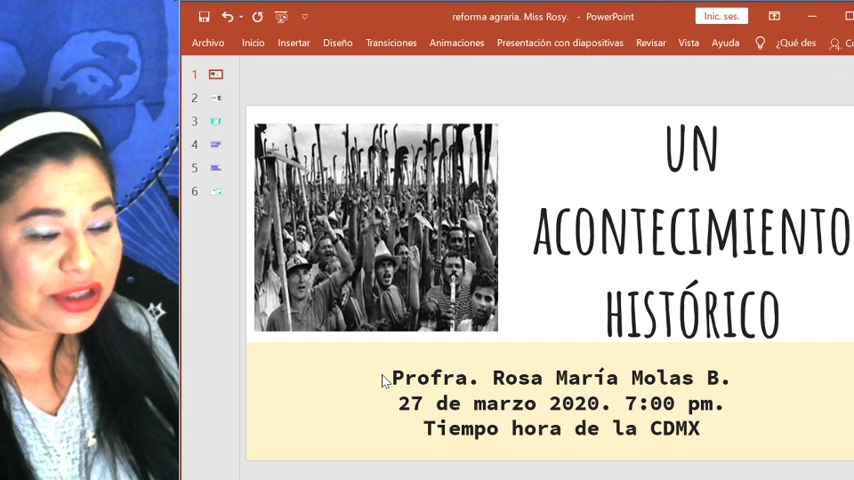 reforma agraria. Miss Rosy. - PowerPoint
Inic. ses.
Archivo Inicio Insertar Diseño Transiciones Animaciones Presentación con diapositivas Revisar Vista Ayuda ¿Qué des
1
2
3
4
5
6
UN
ACONTECIMIENTO
HISTÓRICO
Profra. Rosa María Molas B.
27 de marzo 2020. 7:00 pm.
Tiempo hora de la CDMX